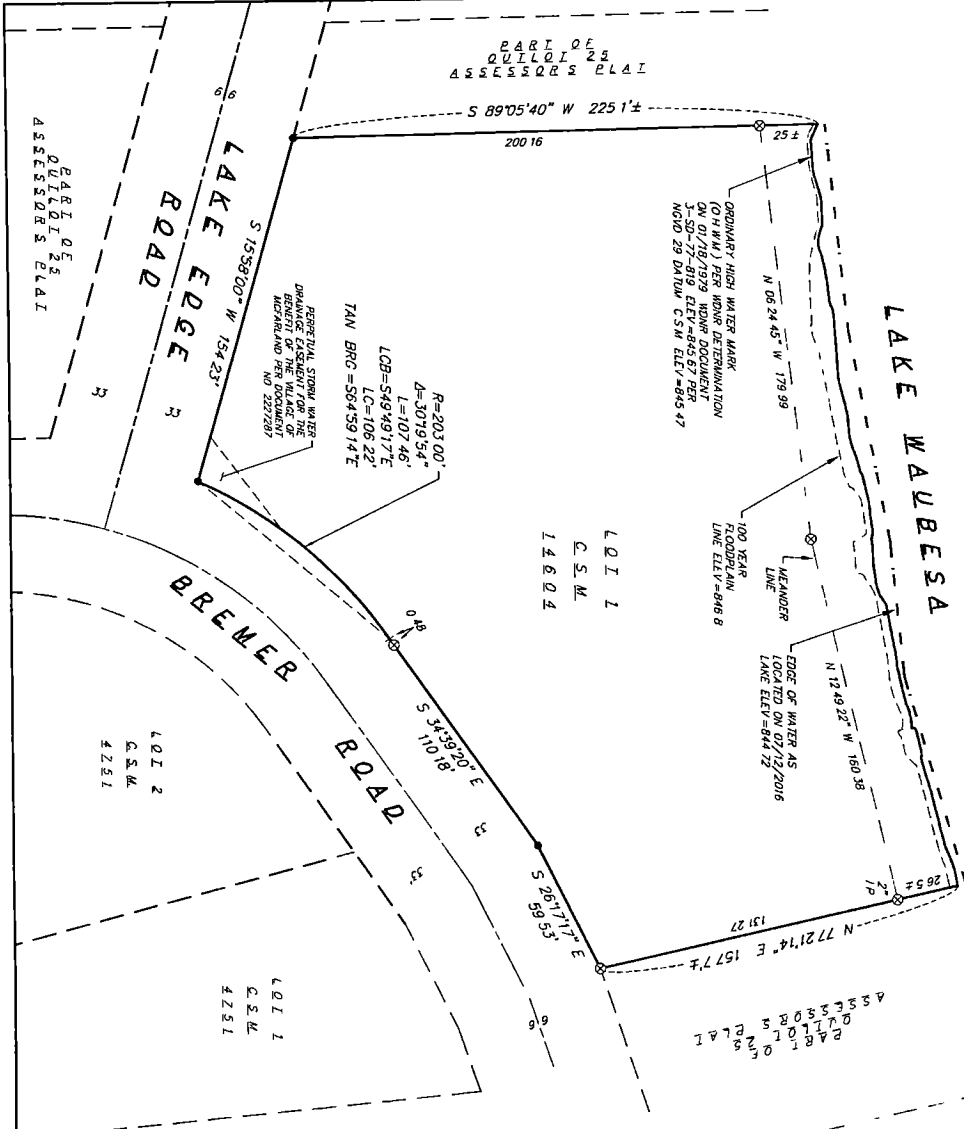 PART OF
OUTLOT 25
ASSESSORS PLAT
S 89°05'40" W 225 1'±
200 16
25 ±
66
LAKE EDGE
ROAD
PART OF
OUTLOT 25
ASSESSORS PLAT
33
33
S 15°58'00" W 154 23'
ORDINARY HIGH WATER MARK
(O H W M ) PER WDNR DETERMINATION
ON 01/18/1979 WDNR DOCUMENT
3-SD-77-819 ELEV =845 67 PER
NGVD 29 DATUM C S M ELEV =845 47
N 06 24 45" W 179 99
LAKE WAUBESA
100 YEAR
FLOODPLAIN
LINE ELEV =846 8
MEANDER
LINE
EDGE OF WATER AS
LOCATED ON 07/12/2016
LAKE ELEV =844 72
N 12 49 22" W 160 38
PERPETUAL STORM WATER
DRAINAGE EASEMENT FOR THE
BENEFIT OF THE VILLAGE OF
MCFARLAND PER DOCUMENT
NO 2227287
R=203 00'
Δ=30°19'54"
L=107 46'
LCB=S49°49'17"E
LC=106 22'
TAN BRG =S64°59 14"E
LOT 1
C S M
14604
0 48
BREMER
ROAD
S 34°39'20" E
110 18'
33
33'
S 26°17'17" E
59 53'
66
2"
IP
26 5 ±
131 27
N 77 21'14" E 157 7'±
PART OF
OUTLOT 25
ASSESSORS PLAT
LOT 2
C S M
4751
LOT 1
C S M
4751